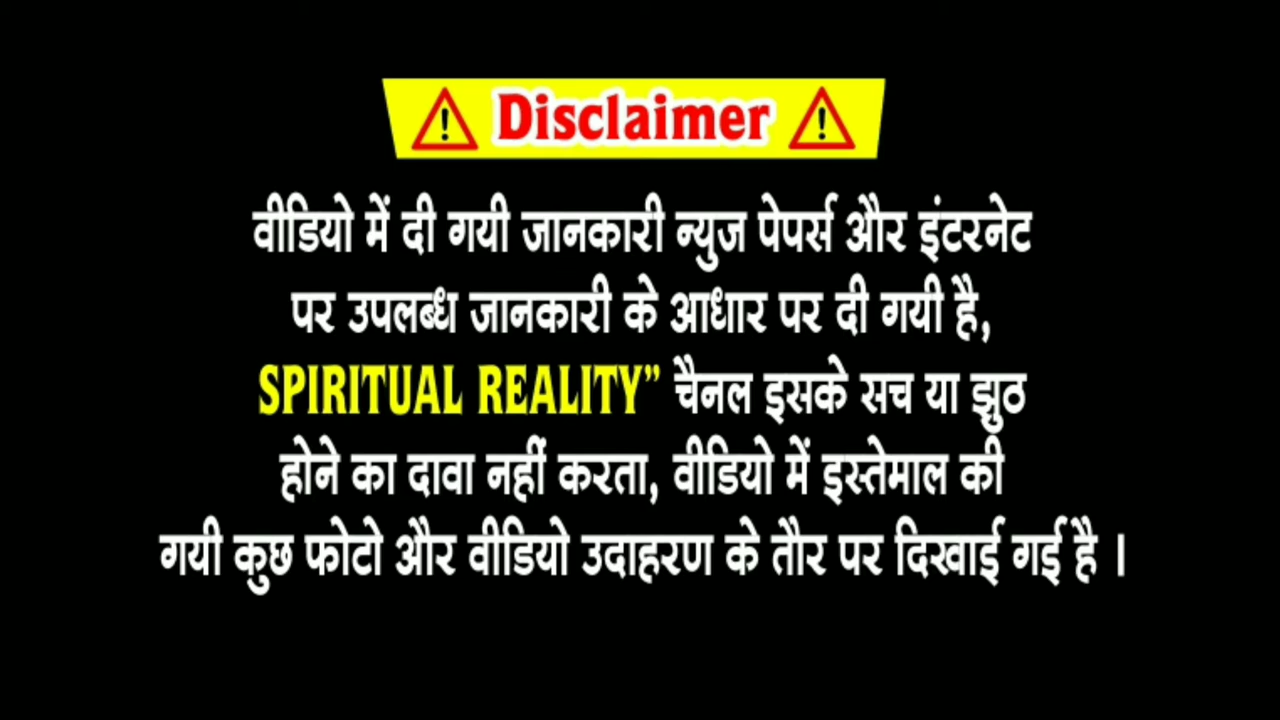 Disclaimer
वीडियो में दी गयी जानकारी न्युज पेपर्स और इंटरनेट
पर उपलब्ध जानकारी के आधार पर दी गयी है,
SPIRITUAL REALITY” चैनल इसके सच या झुठ
होने का दावा नहीं करता, वीडियो में इस्तेमाल की
गयी कुछ फोटो और वीडियो उदाहरण के तौर पर दिखाई गई है ।